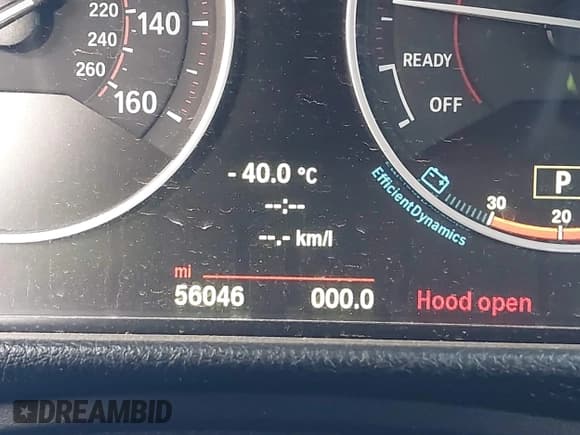 220
240
260
140
160
READY
OFF
- 40.0 °C
--:--
--.- km/l
EfficientDynamics
P
30
20
mi
56046 000.0
Hood open
DREAMBID